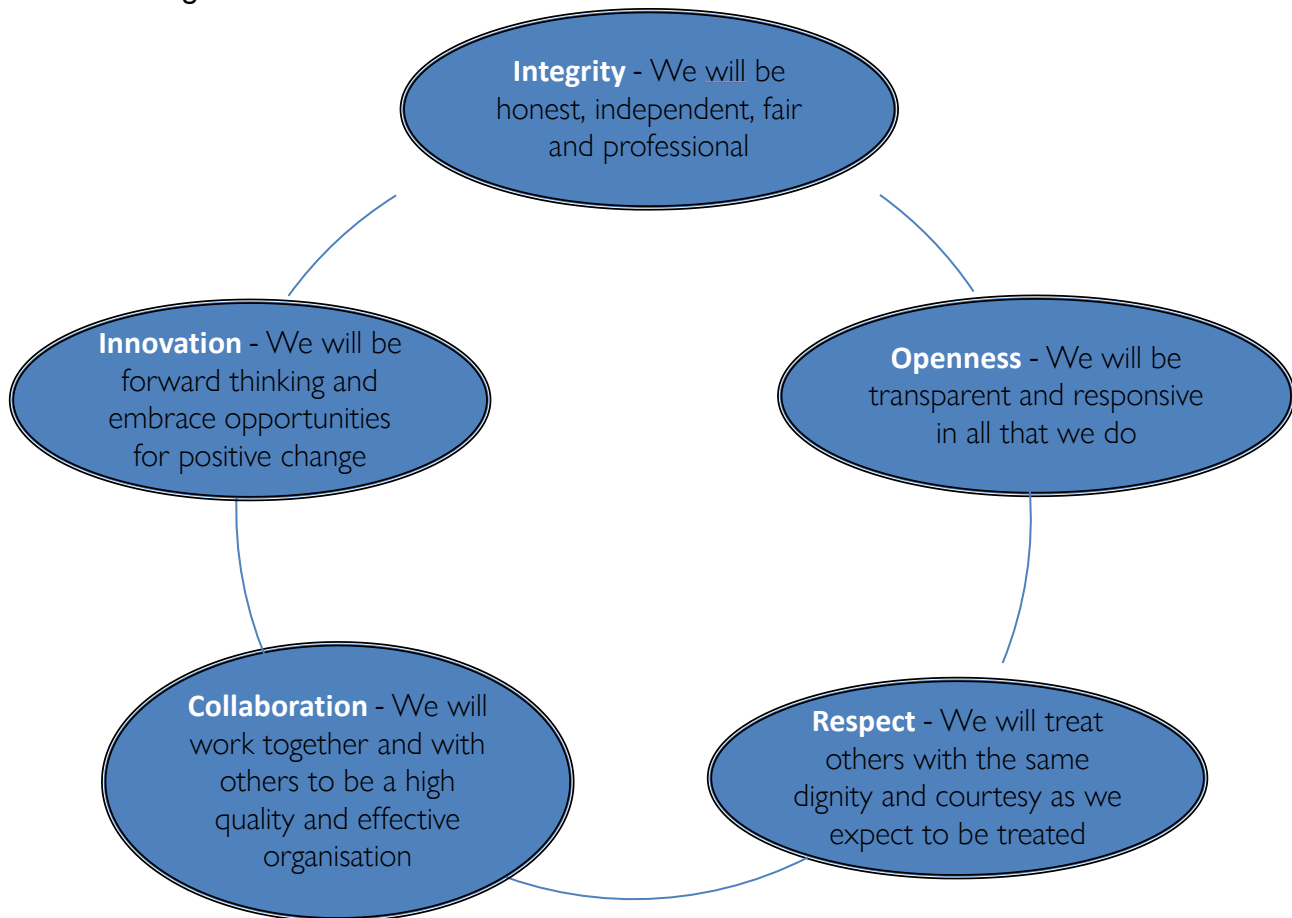 Integrity - We will be
honest, independent, fair
and professional
Openness - We will be
transparent and responsive
in all that we do
Respect - We will treat
others with the same
dignity and courtesy as we
expect to be treated
Collaboration - We will
work together and with
others to be a high
quality and effective
organisation
Innovation - We will be
forward thinking and
embrace opportunities
for positive change